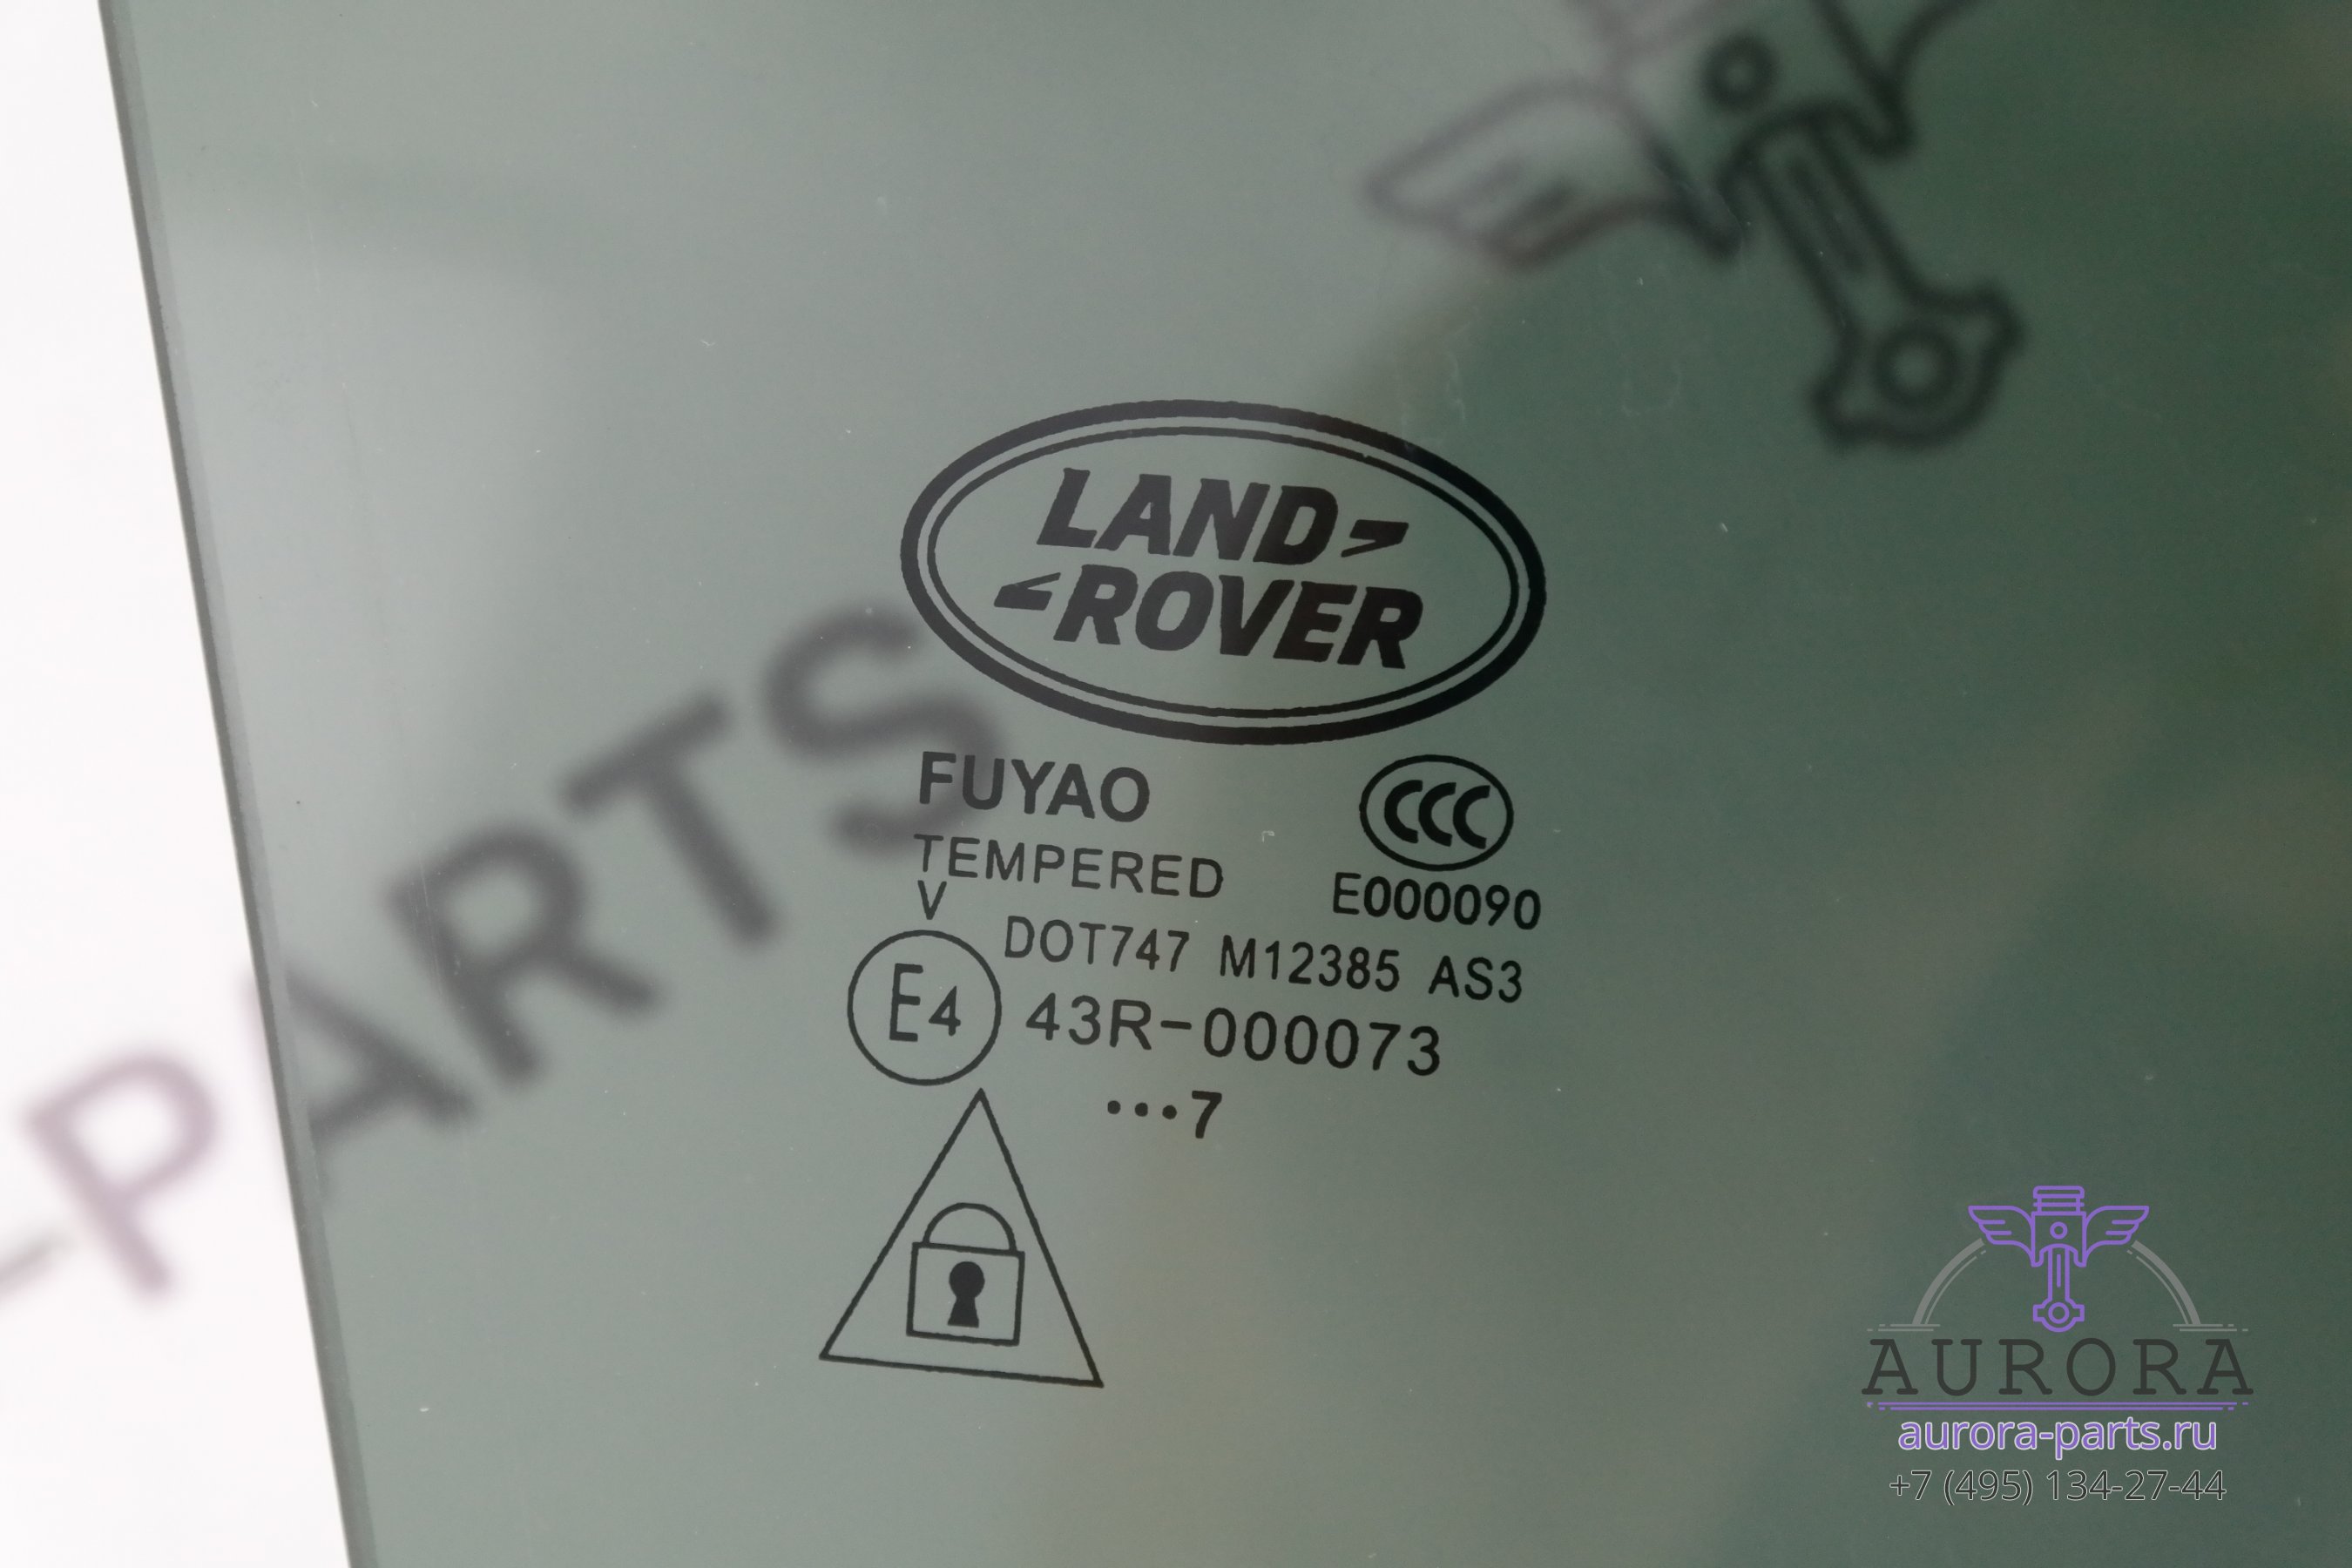 LAND
ROVER
FUYAO
CCC
TEMPERED
E000090
V
DOT747 M12385 AS3
E4 43R-000073
•••7
-PARTS
AURORA
aurora-parts.ru
+7 (495) 134-27-44